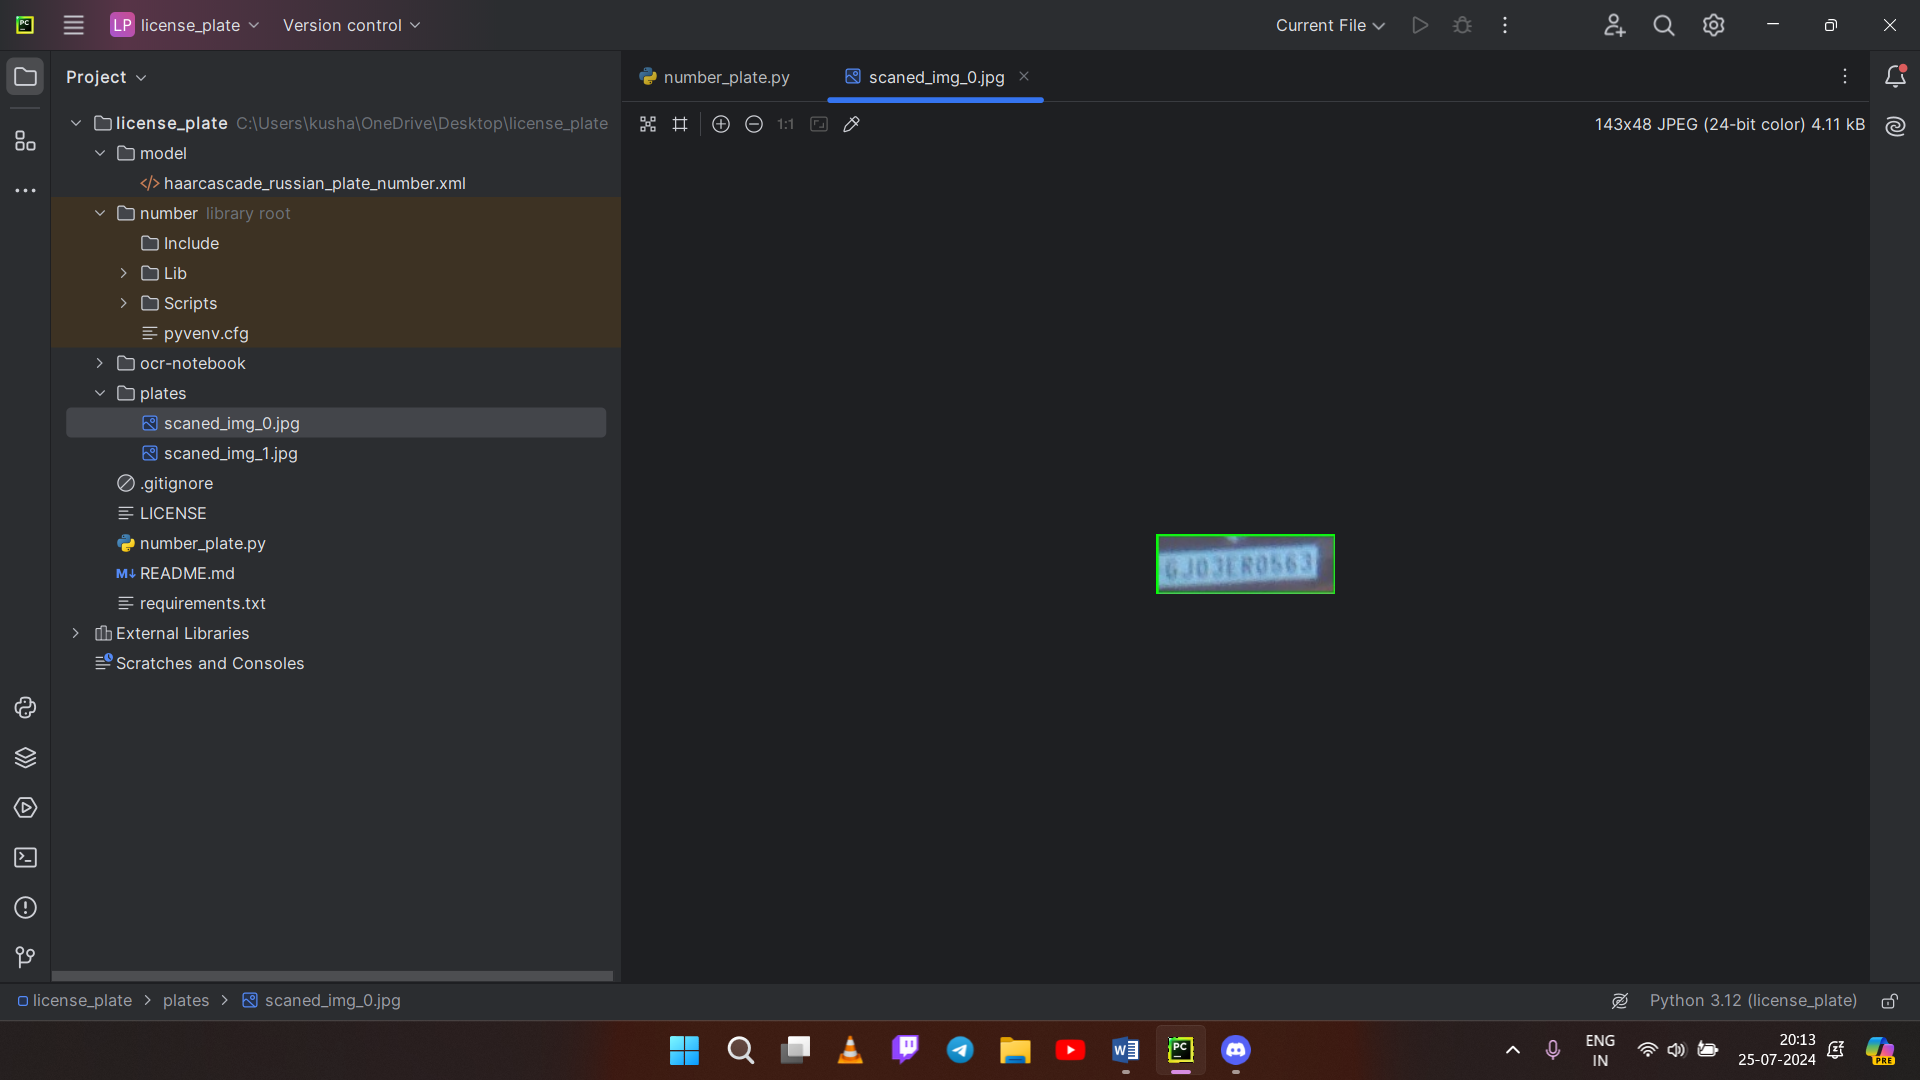 LP license_plate
Version control
Current File
Project
number_plate.py
scaned_img_0.jpg
license_plate C:\Users\kusha\OneDrive\Desktop\license_plate
1:1
143x48 JPEG (24-bit color) 4.11 kB
model
</> haarcascade_russian_plate_number.xml
number library root
Include
Lib
Scripts
pyvenv.cfg
ocr-notebook
plates
scaned_img_0.jpg
scaned_img_1.jpg
.gitignore
LICENSE
number_plate.py
M↓ README.md
requirements.txt
External Libraries
Scratches and Consoles
GJ03ER0563
license_plate > plates > scaned_img_0.jpg
Python 3.12 (license_plate)
ENG
IN
20:13
25-07-2024